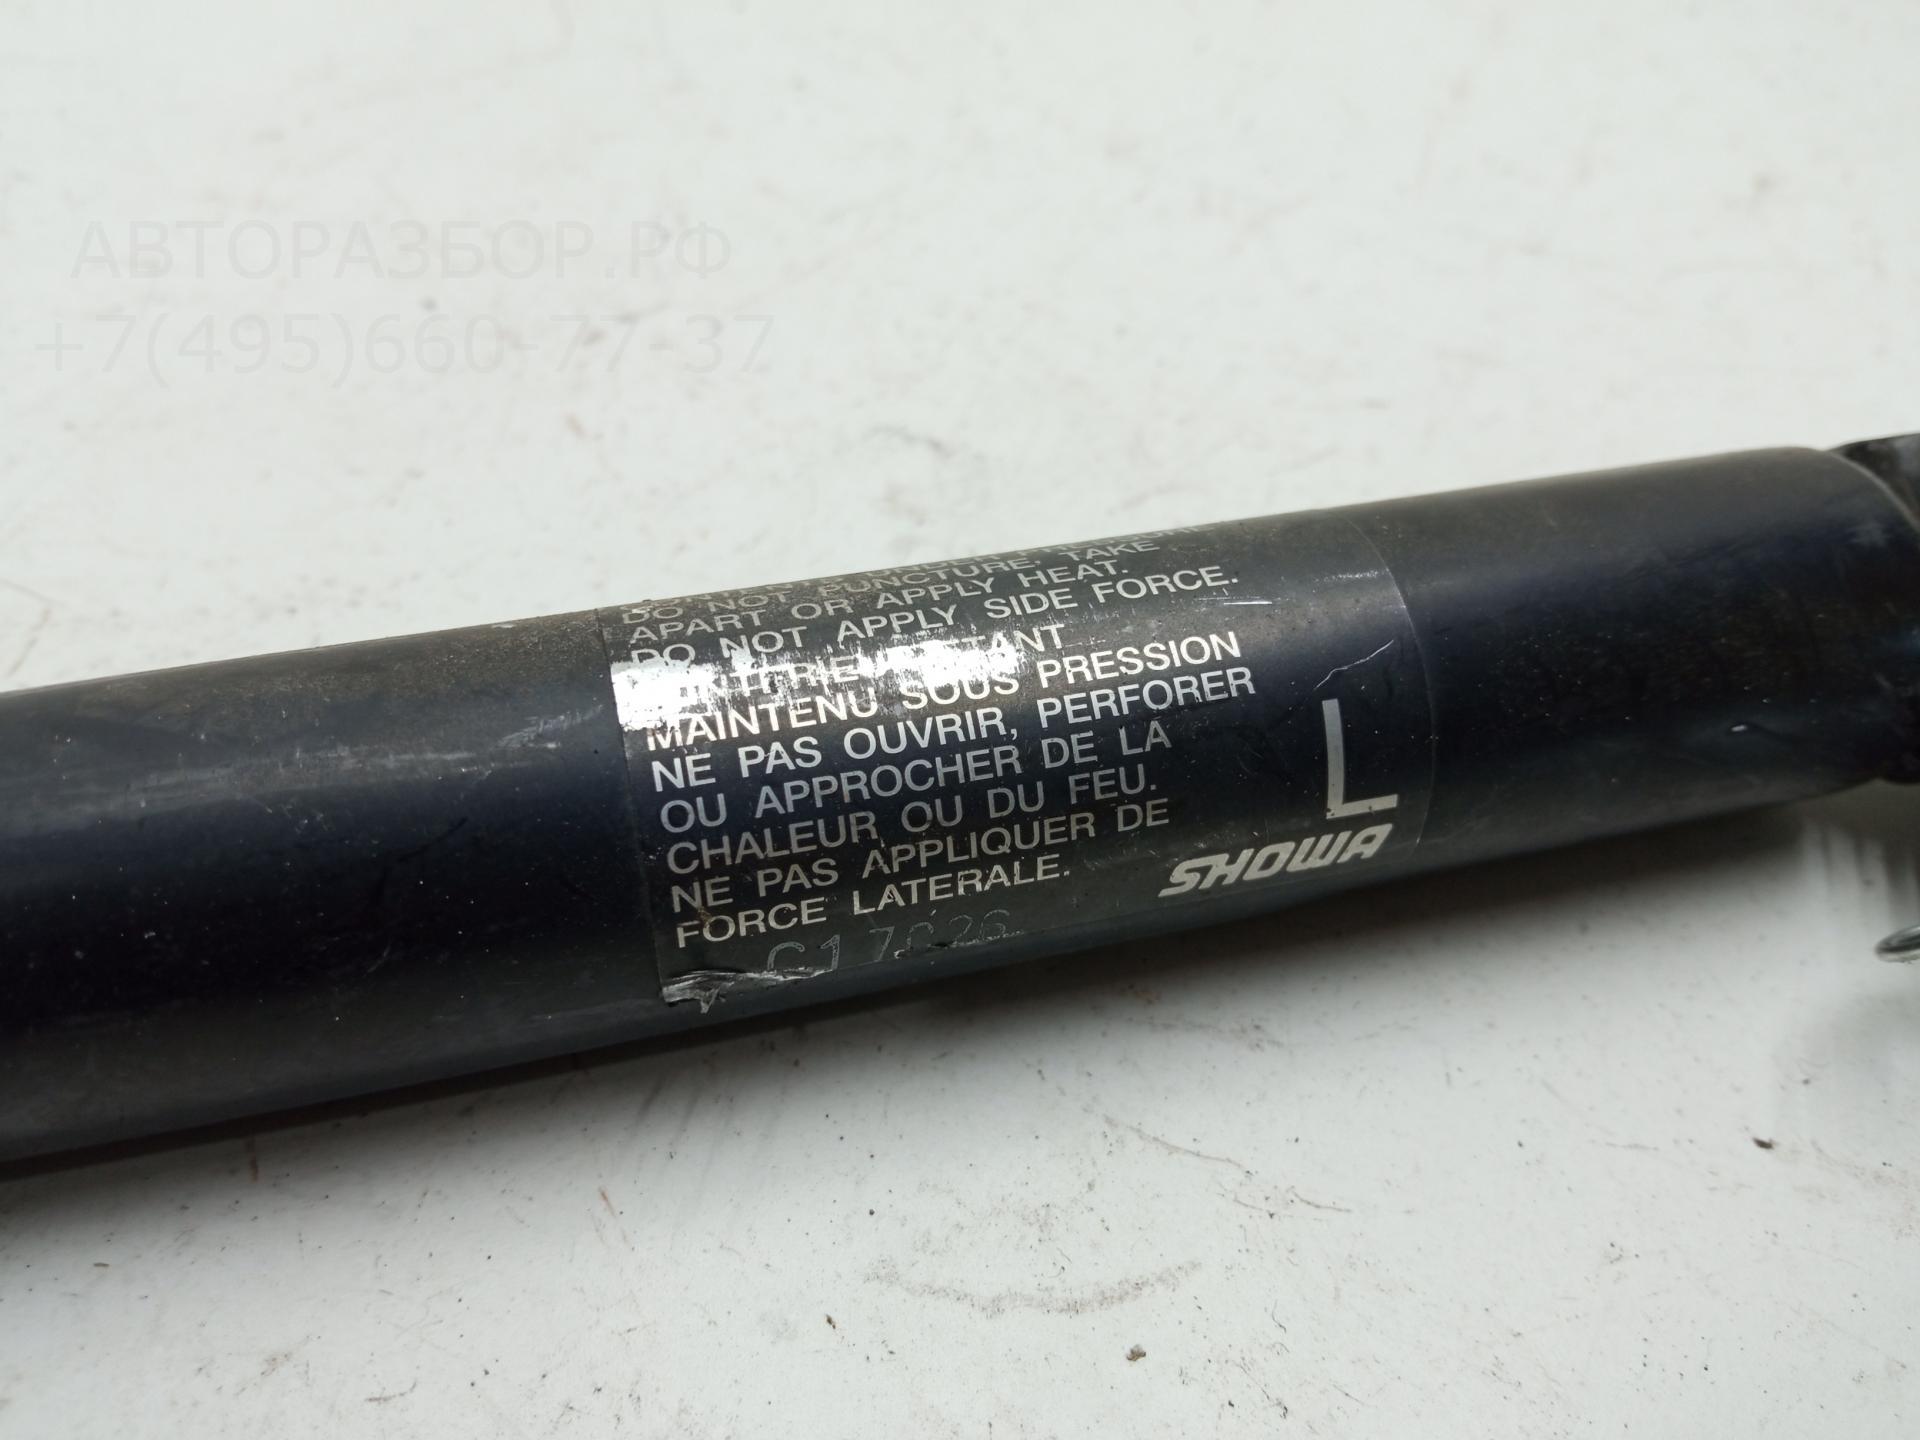 АВТОРАЗБОР.РФ
+7(495)660-77-37
UNDER PRESSURE
DO NOT PUNCTURE, TAKE
APART OR APPLY HEAT.
DO NOT APPLY SIDE FORCE.
MAINTENU SOUS PRESSION
NE PAS OUVRIR, PERFORER
OU APPROCHER DE LA
CHALEUR OU DU FEU.
NE PAS APPLIQUER DE
FORCE LATERALE.
L
SHOWA